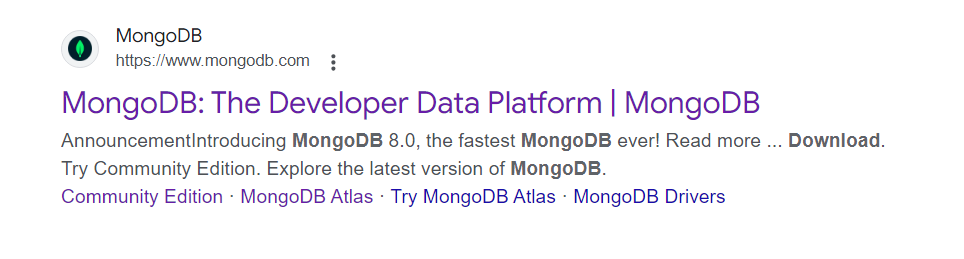 MongoDB
https://www.mongodb.com
MongoDB: The Developer Data Platform | MongoDB
AnnouncementIntroducing MongoDB 8.0, the fastest MongoDB ever! Read more ... Download.
Try Community Edition. Explore the latest version of MongoDB.
Community Edition · MongoDB Atlas · Try MongoDB Atlas · MongoDB Drivers